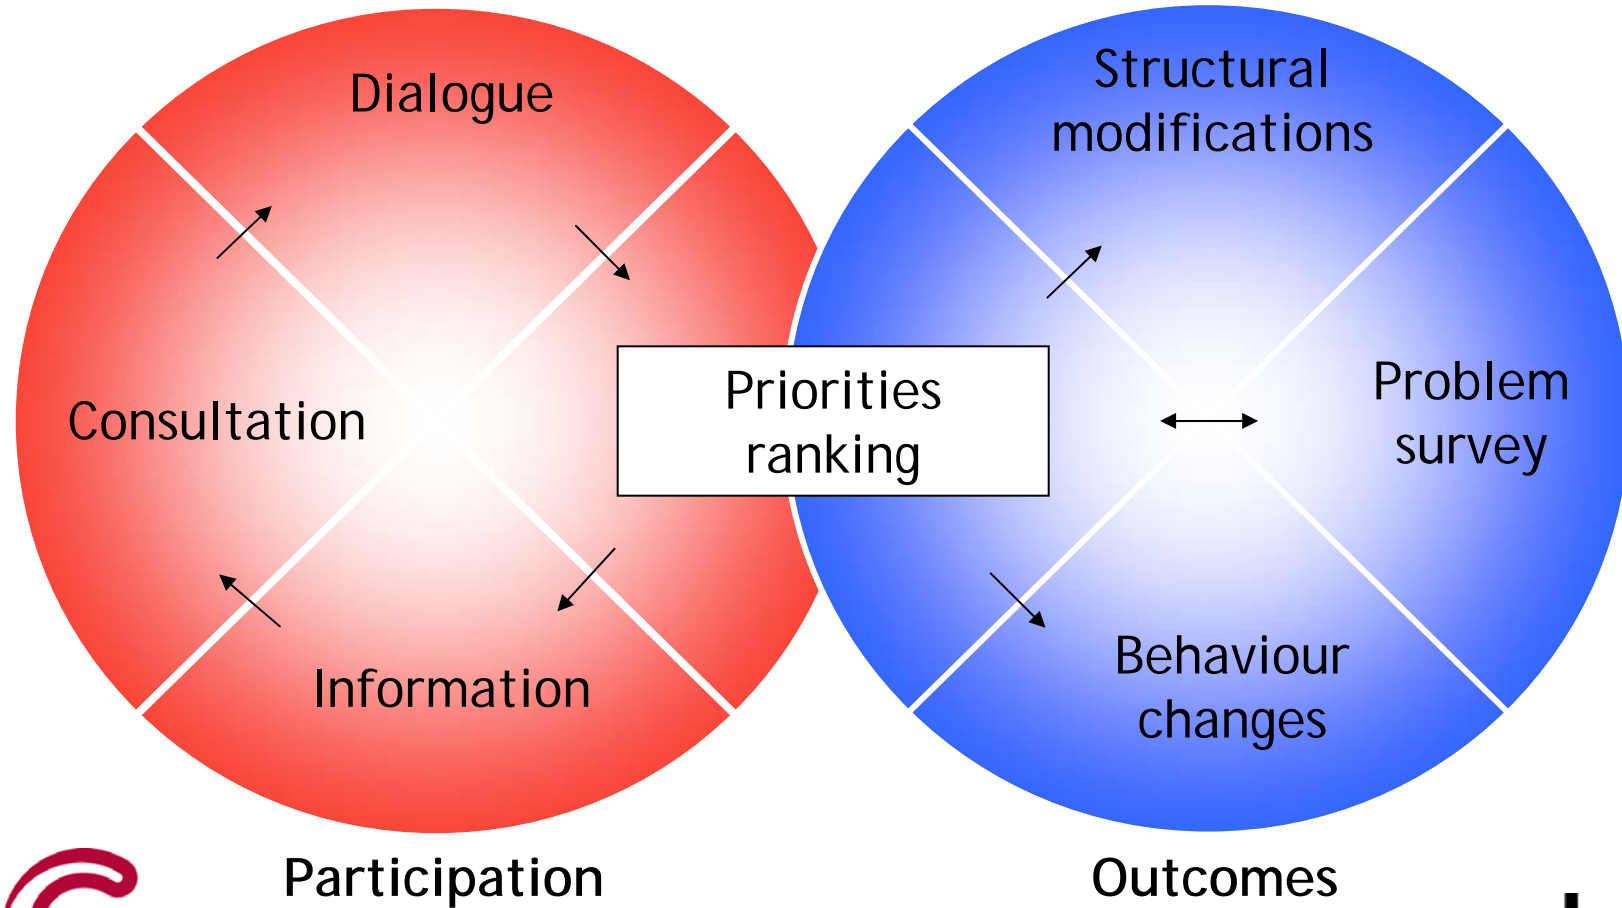 Dialogue
Structural
modifications
Consultation
Priorities
ranking
Problem
survey
Information
Behaviour
changes
Participation
Outcomes